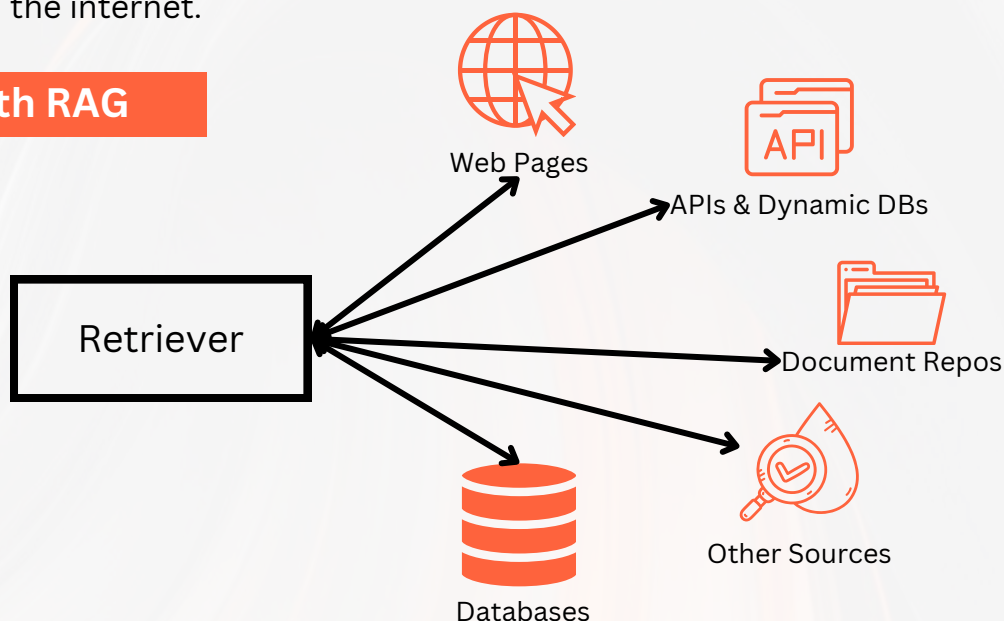 the internet.
th RAG
Web Pages
API
APIs & Dynamic DBs
Retriever
Document Repos
Other Sources
Databases